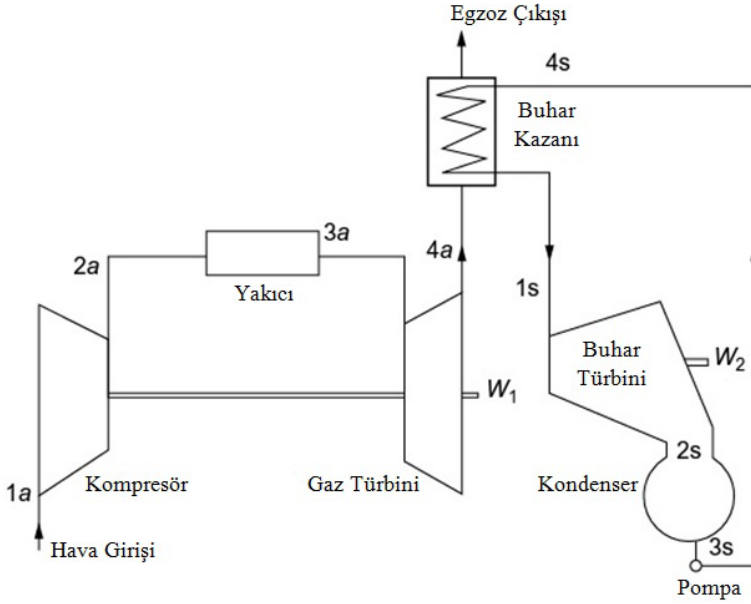 Egzoz Çıkışı
4s
Buhar
Kazanı
3a
2a
4a
Yakıcı
1s
Buhar
Türbini
W2
W1
2s
1a
Kompresör
Gaz Türbini
Kondenser
Hava Girişi
3s
Pompa